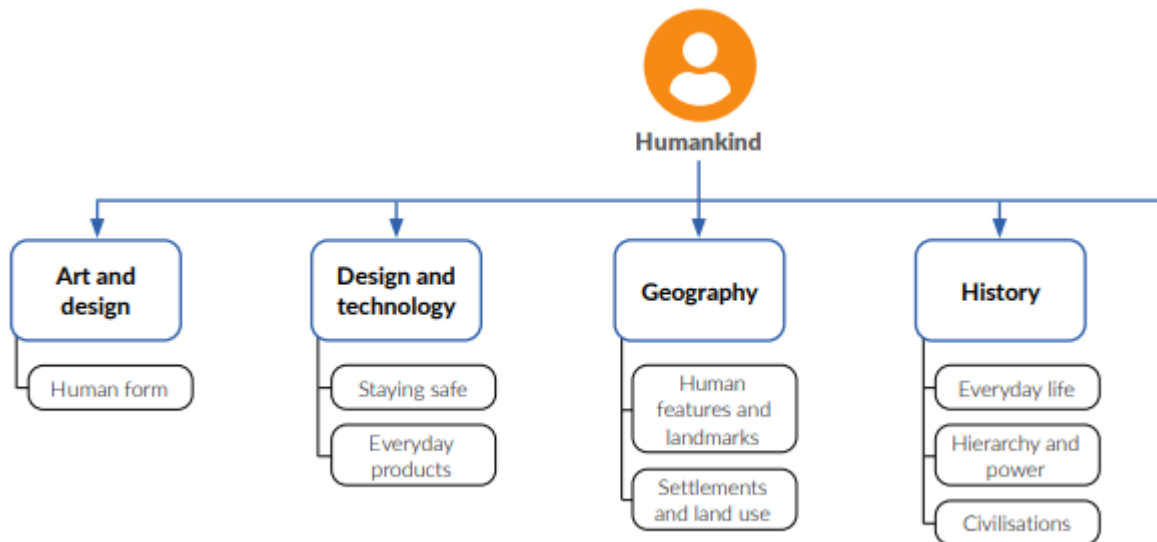 Humankind
Art and
design
Human form
Design and
technology
Staying safe
Everyday
products
Geography
Human
features and
landmarks
Settlements
and land use
History
Everyday life
Hierarchy and
power
Civilisations